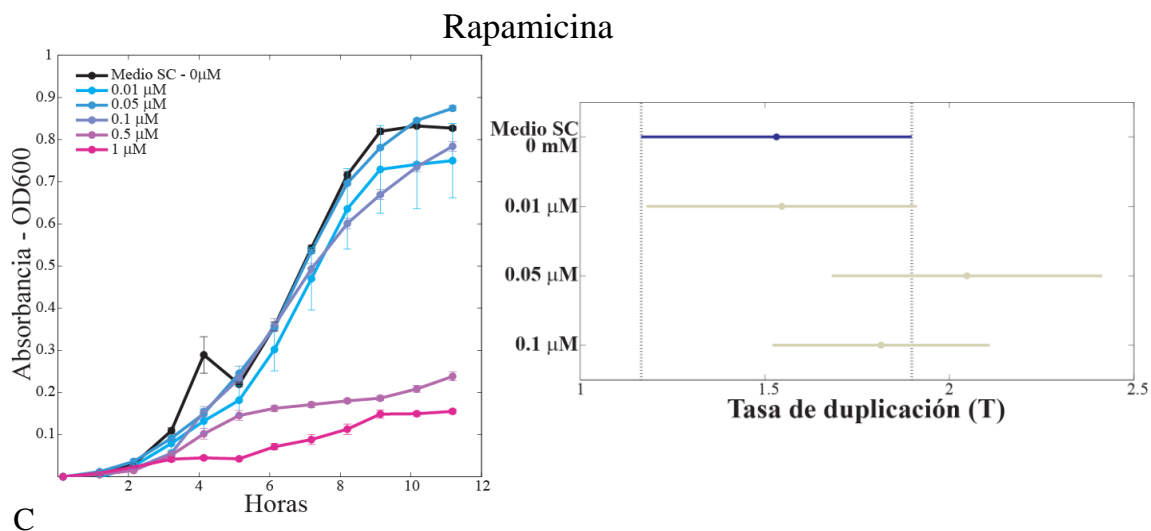 Rapamicina
Medio SC - 0μM
0.01 μM
0.05 μM
0.1 μM
0.5 μM
1 μM
1
0.9
0.8
0.7
0.6
0.5
0.4
0.3
0.2
0.1
Absorbancia - OD600
2
4
6
8
10
12
Horas
Medio SC
0 mM
0.01 μM
0.05 μM
0.1 μM
1
1.5
2
2.5
Tasa de duplicación (T)
C